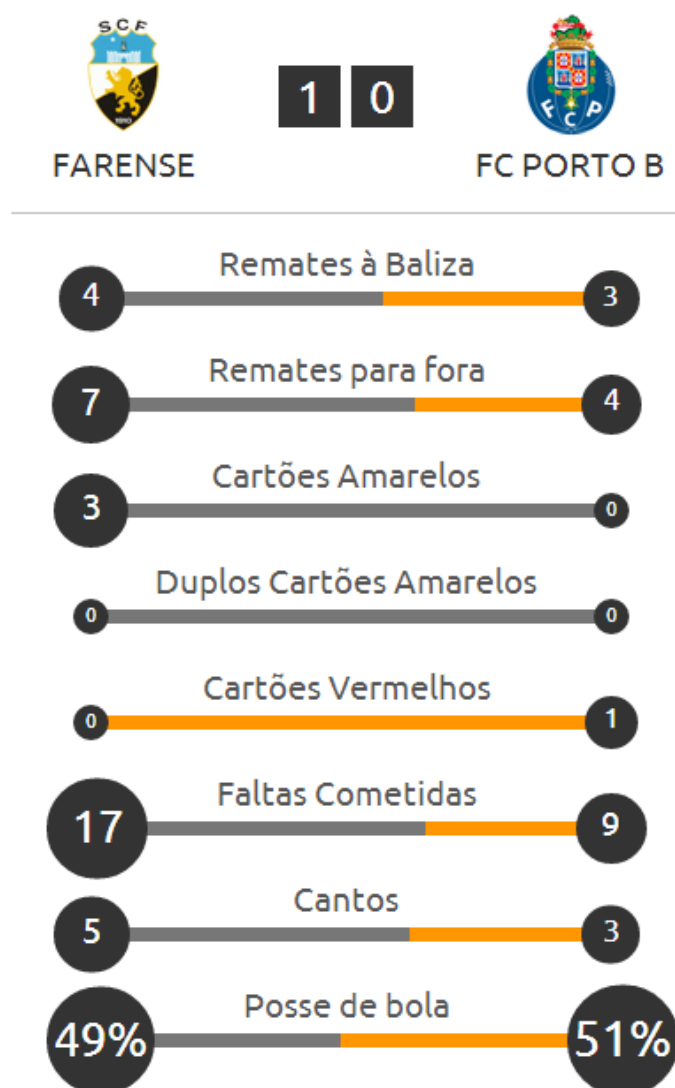 SCF
1910
FCP
1 0
FARENSE FC PORTO B
Remates à Baliza
4 3
Remates para fora
7 4
Cartões Amarelos
3 0
Duplos Cartões Amarelos
0 0
Cartões Vermelhos
0 1
Faltas Cometidas
17 9
Cantos
5 3
Posse de bola
49% 51%